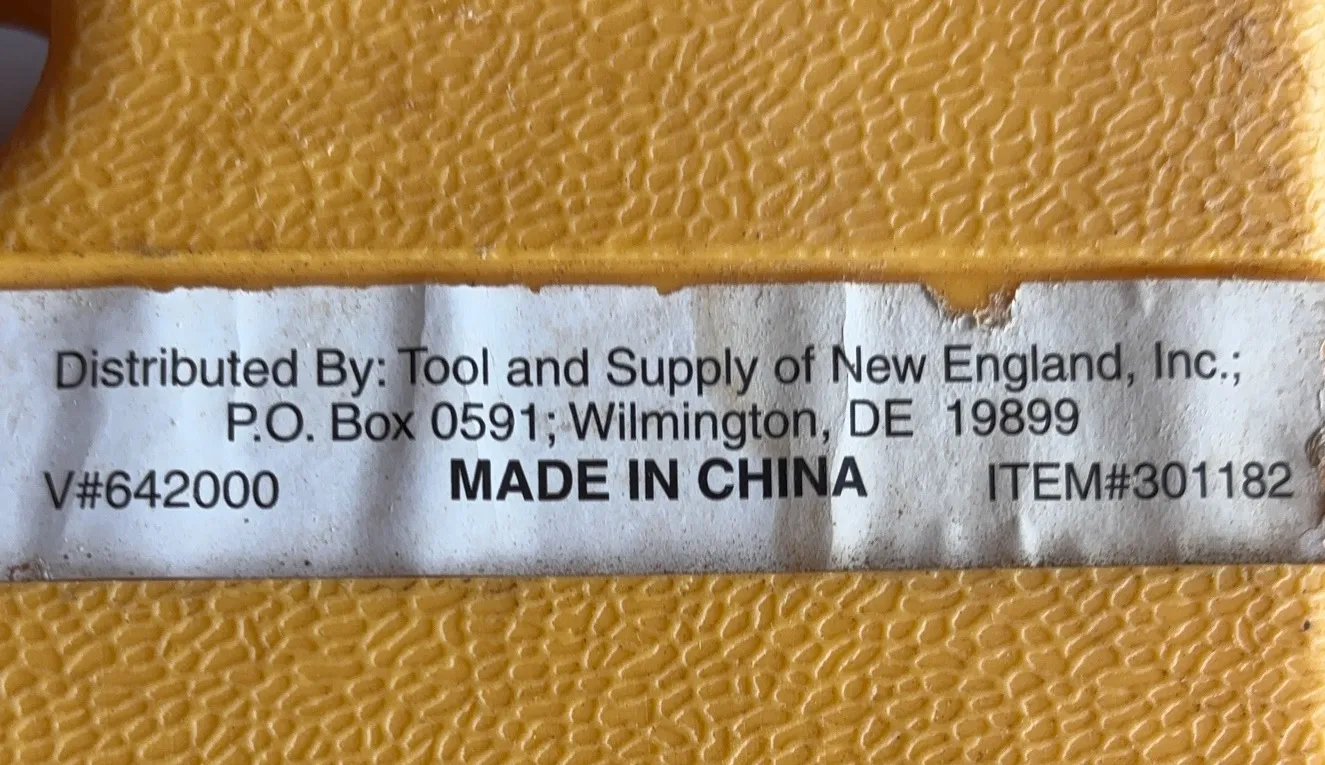 Distributed By: Tool and Supply of New England, Inc.;
P.O. Box 0591; Wilmington, DE 19899
V#642000 MADE IN CHINA ITEM#301182